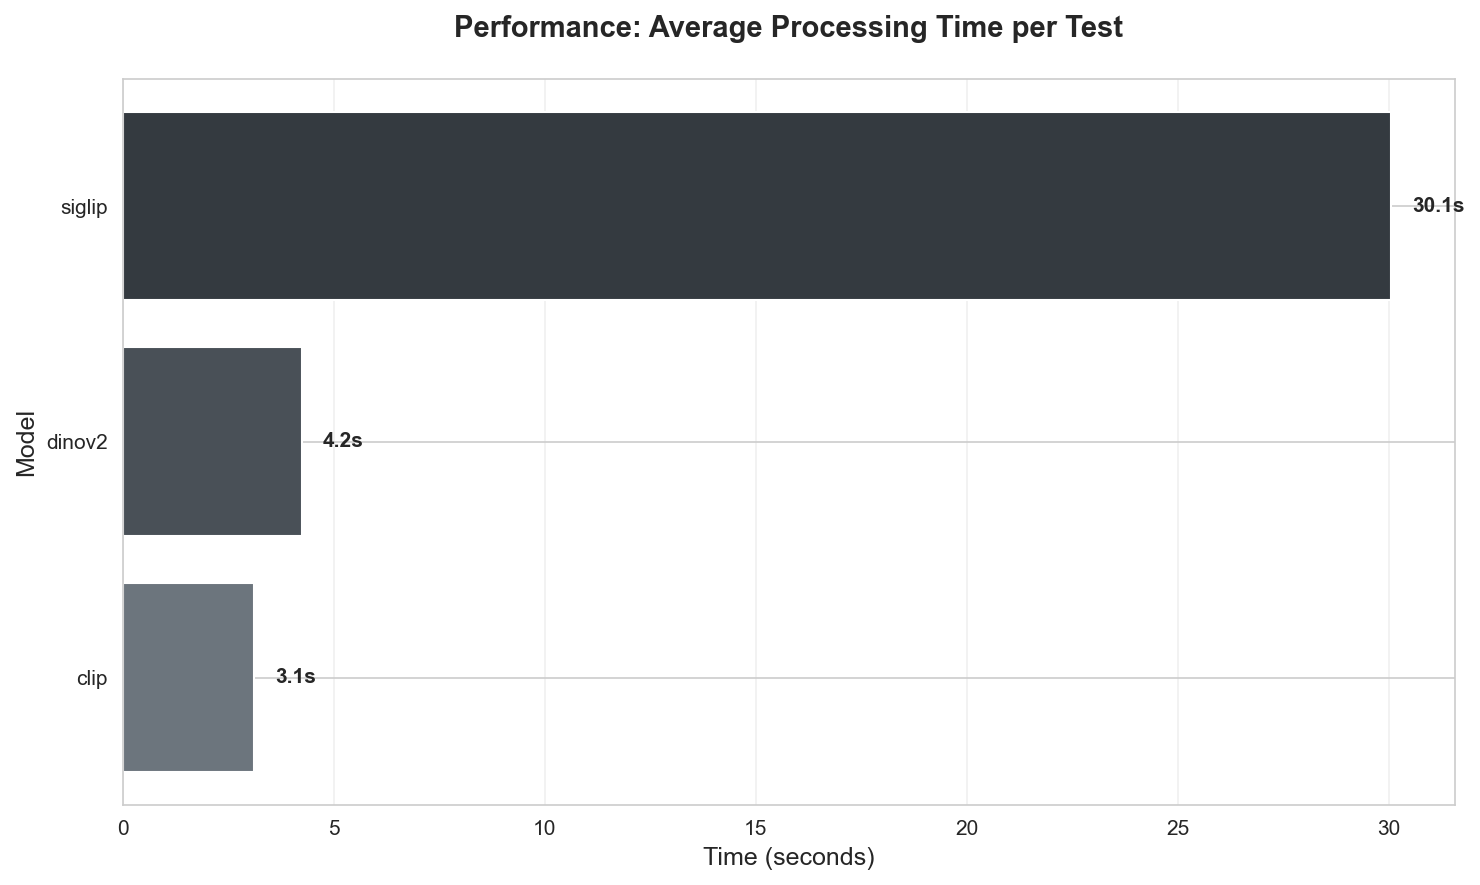 Performance: Average Processing Time per Test
siglip
30.1s
Model
dinov2
4.2s
clip
3.1s
0 5 10 15 20 25 30
Time (seconds)